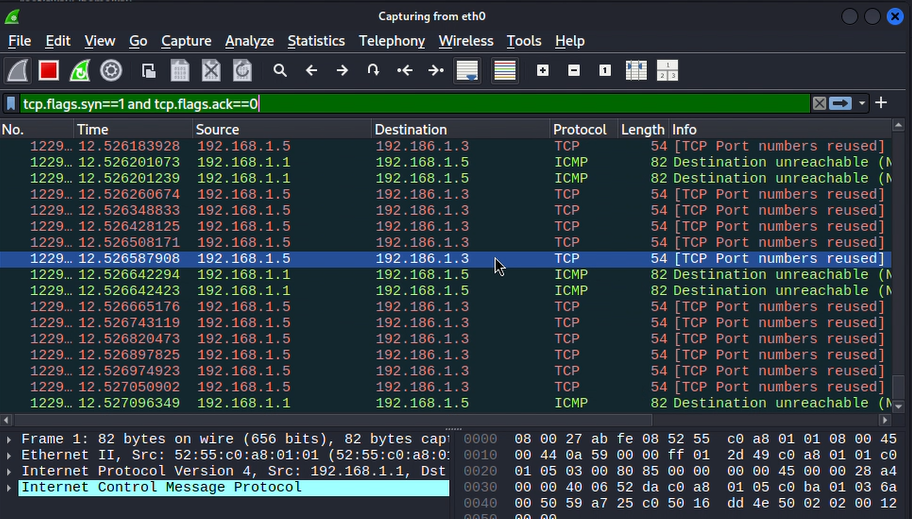 Capturing from eth0
File Edit View Go Capture Analyze Statistics Telephony Wireless Tools Help
tcp.flags.syn==1 and tcp.flags.ack==0
No. Time Source Destination Protocol Length Info
1229… 12.526183928 192.168.1.5 192.186.1.3 TCP 54 [TCP Port numbers reused]
1229… 12.526201073 192.168.1.1 192.168.1.5 ICMP 82 Destination unreachable (N
1229… 12.526201239 192.168.1.1 192.168.1.5 ICMP 82 Destination unreachable (N
1229… 12.526260674 192.168.1.5 192.186.1.3 TCP 54 [TCP Port numbers reused]
1229… 12.526348833 192.168.1.5 192.186.1.3 TCP 54 [TCP Port numbers reused]
1229… 12.526428125 192.168.1.5 192.186.1.3 TCP 54 [TCP Port numbers reused]
1229… 12.526508171 192.168.1.5 192.186.1.3 TCP 54 [TCP Port numbers reused]
1229… 12.526587908 192.168.1.5 192.186.1.3 TCP 54 [TCP Port numbers reused]
1229… 12.526642294 192.168.1.1 192.168.1.5 ICMP 82 Destination unreachable (N
1229… 12.526642423 192.168.1.1 192.168.1.5 ICMP 82 Destination unreachable (N
1229… 12.526665176 192.168.1.5 192.186.1.3 TCP 54 [TCP Port numbers reused]
1229… 12.526743119 192.168.1.5 192.186.1.3 TCP 54 [TCP Port numbers reused]
1229… 12.526820473 192.168.1.5 192.186.1.3 TCP 54 [TCP Port numbers reused]
1229… 12.526897825 192.168.1.5 192.186.1.3 TCP 54 [TCP Port numbers reused]
1229… 12.526974923 192.168.1.5 192.186.1.3 TCP 54 [TCP Port numbers reused]
1229… 12.527050902 192.168.1.5 192.186.1.3 TCP 54 [TCP Port numbers reused]
1229… 12.527096349 192.168.1.1 192.168.1.5 ICMP 82 Destination unreachable (N
Frame 1: 82 bytes on wire (656 bits), 82 bytes capt
Ethernet II, Src: 52:55:c0:a8:01:01 (52:55:c0:a8:0
Internet Protocol Version 4, Src: 192.168.1.1, Dst
Internet Control Message Protocol
0000 08 00 27 ab fe 08 52 55 c0 a8 01 01 08 00 45
0010 00 44 0a 59 00 00 ff 01 2d 49 c0 a8 01 01 c0
0020 01 05 03 00 80 85 00 00 00 00 45 00 00 28 a4
0030 00 00 40 06 52 da c0 a8 01 05 c0 ba 01 03 6a
0040 00 50 59 a7 25 c0 50 16 dd 4e 50 02 02 00 12
0050 00 00